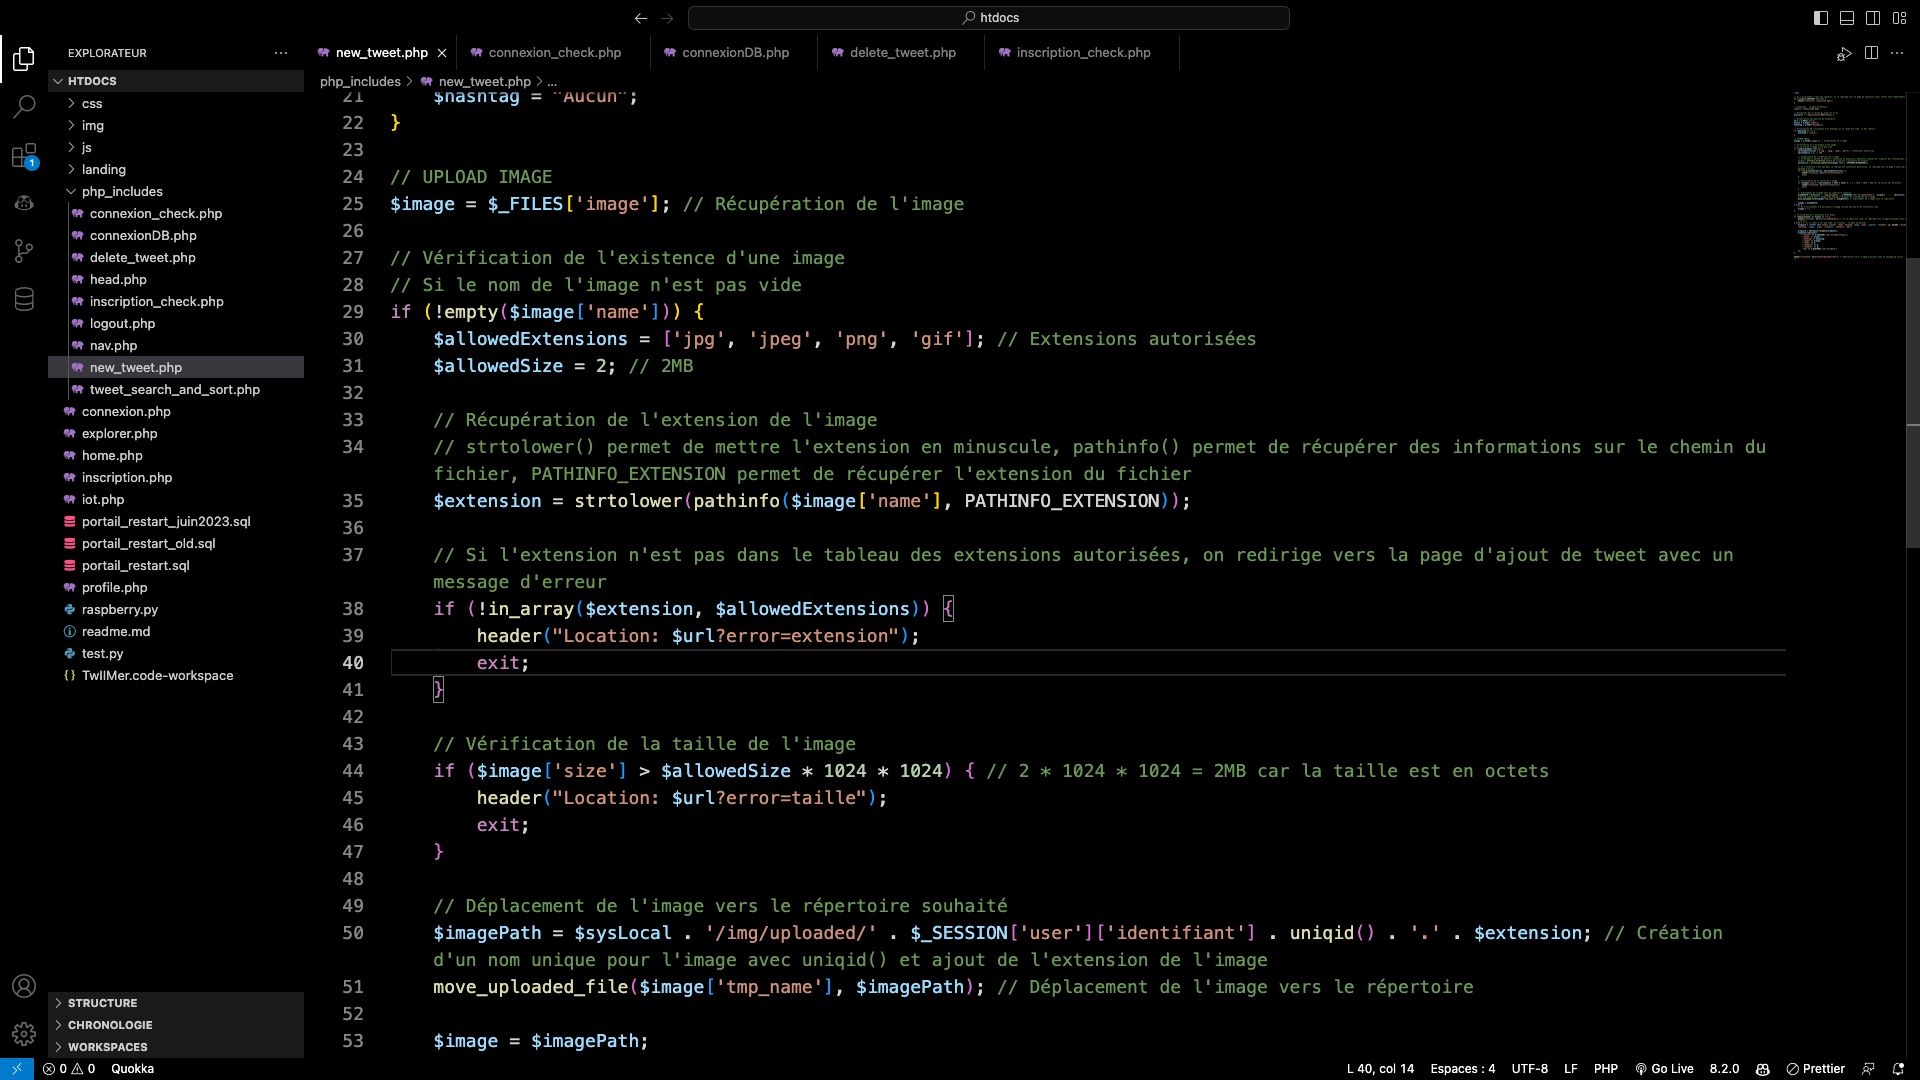 htdocs
EXPLORATEUR
HTDOCS
css
img
js
landing
php_includes
connexion_check.php
connexionDB.php
delete_tweet.php
head.php
inscription_check.php
logout.php
nav.php
new_tweet.php
tweet_search_and_sort.php
connexion.php
explorer.php
home.php
inscription.php
iot.php
portail_restart_juin2023.sql
portail_restart_old.sql
portail_restart.sql
profile.php
raspberry.py
readme.md
test.py
TwIIMer.code-workspace
STRUCTURE
CHRONOLOGIE
WORKSPACES
1
new_tweet.php connexion_check.php connexionDB.php delete_tweet.php inscription_check.php
php_includes > new_tweet.php > ...
21 $hashtag = "Aucun";
22 }
23
24 // UPLOAD IMAGE
25 $image = $_FILES['image']; // Récupération de l'image
26
27 // Vérification de l'existence d'une image
28 // Si le nom de l'image n'est pas vide
29 if (!empty($image['name'])) {
30 $allowedExtensions = ['jpg', 'jpeg', 'png', 'gif']; // Extensions autorisées
31 $allowedSize = 2; // 2MB
32
33 // Récupération de l'extension de l'image
34 // strtolower() permet de mettre l'extension en minuscule, pathinfo() permet de récupérer des informations sur le chemin du
fichier, PATHINFO_EXTENSION permet de récupérer l'extension du fichier
35 $extension = strtolower(pathinfo($image['name'], PATHINFO_EXTENSION));
36
37 // Si l'extension n'est pas dans le tableau des extensions autorisées, on redirige vers la page d'ajout de tweet avec un
message d'erreur
38 if (!in_array($extension, $allowedExtensions)) {
39 header("Location: $url?error=extension");
40 exit;
41 }
42
43 // Vérification de la taille de l'image
44 if ($image['size'] > $allowedSize * 1024 * 1024) { // 2 * 1024 * 1024 = 2MB car la taille est en octets
45 header("Location: $url?error=taille");
46 exit;
47 }
48
49 // Déplacement de l'image vers le répertoire souhaité
50 $imagePath = $sysLocal . '/img/uploaded/' . $_SESSION['user']['identifiant'] . uniqid() . '.' . $extension; // Création
d'un nom unique pour l'image avec uniqid() et ajout de l'extension de l'image
51 move_uploaded_file($image['tmp_name'], $imagePath); // Déplacement de l'image vers le répertoire
52
53 $image = $imagePath;
0 0 Quokka L 40, col 14 Espaces : 4 UTF-8 LF PHP Go Live 8.2.0 Prettier